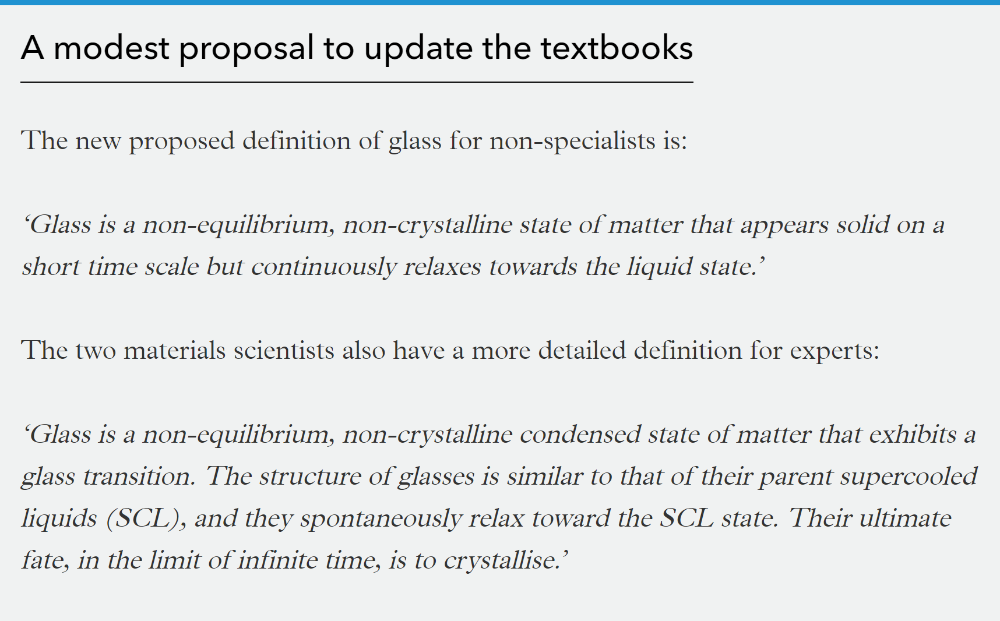 A modest proposal to update the textbooks
The new proposed definition of glass for non-specialists is:
‘Glass is a non-equilibrium, non-crystalline state of matter that appears solid on a
short time scale but continuously relaxes towards the liquid state.’
The two materials scientists also have a more detailed definition for experts:
‘Glass is a non-equilibrium, non-crystalline condensed state of matter that exhibits a
glass transition. The structure of glasses is similar to that of their parent supercooled
liquids (SCL), and they spontaneously relax toward the SCL state. Their ultimate
fate, in the limit of infinite time, is to crystallise.’